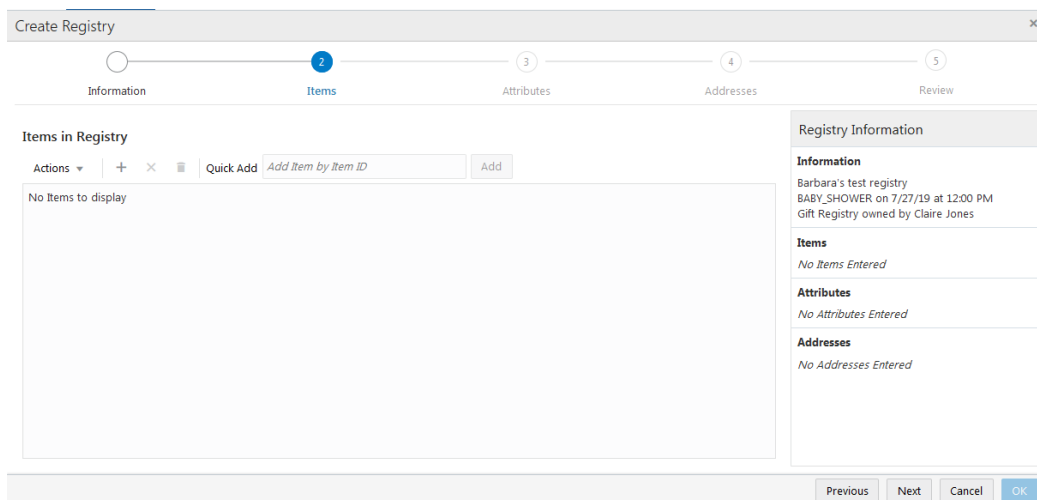 Create Registry
2
3
4
5
Information
Items
Attributes
Addresses
Review
Items in Registry
Actions
Quick Add
Add Item by Item ID
Add
No Items to display
Registry Information
Information
Barbara's test registry
BABY_SHOWER on 7/27/19 at 12:00 PM
Gift Registry owned by Claire Jones
Items
No Items Entered
Attributes
No Attributes Entered
Addresses
No Addresses Entered
Previous
Next
Cancel
OK